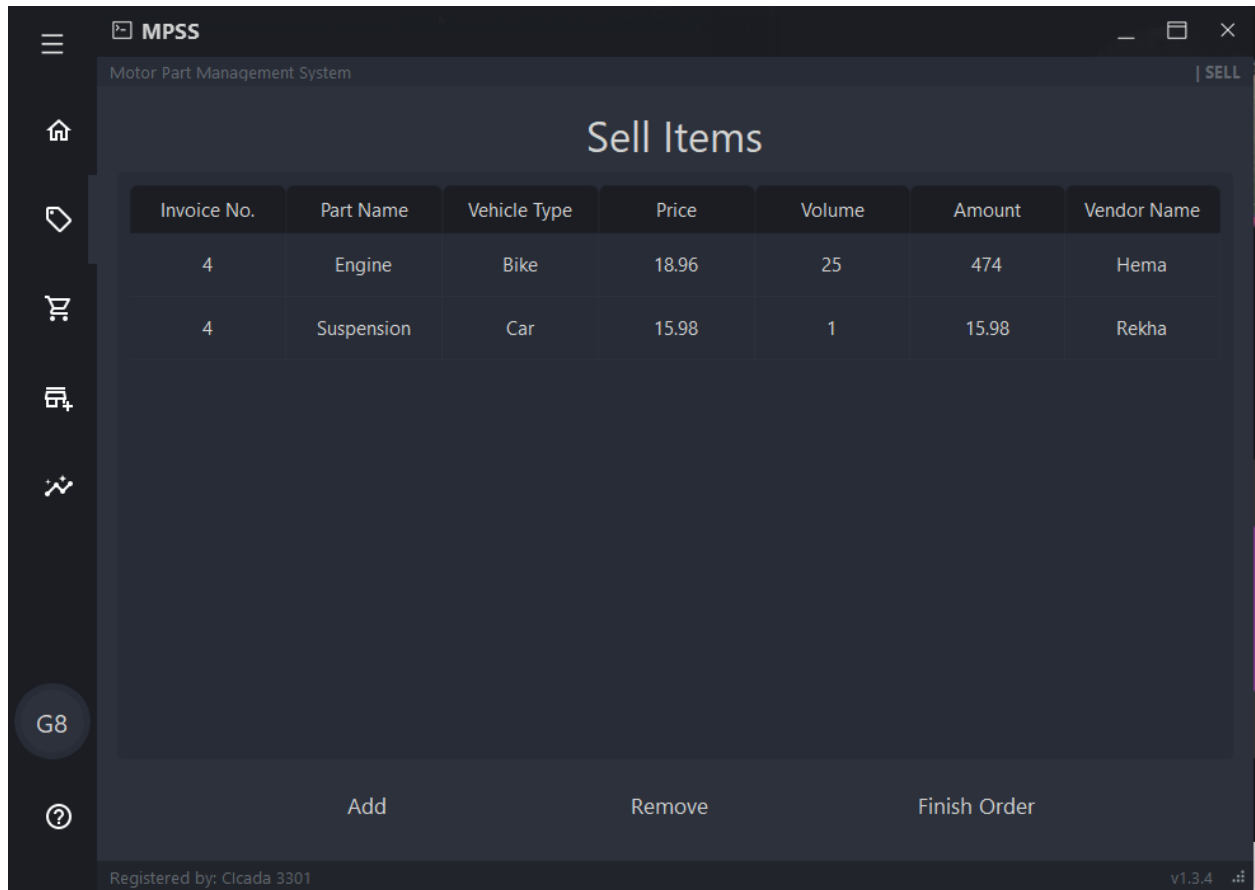 MPSS
Motor Part Management System | SELL
Sell Items
Invoice No. Part Name Vehicle Type Price Volume Amount Vendor Name
4 Engine Bike 18.96 25 474 Hema
4 Suspension Car 15.98 1 15.98 Rekha
G8
Add Remove Finish Order
Registered by: CIcada 3301 v1.3.4